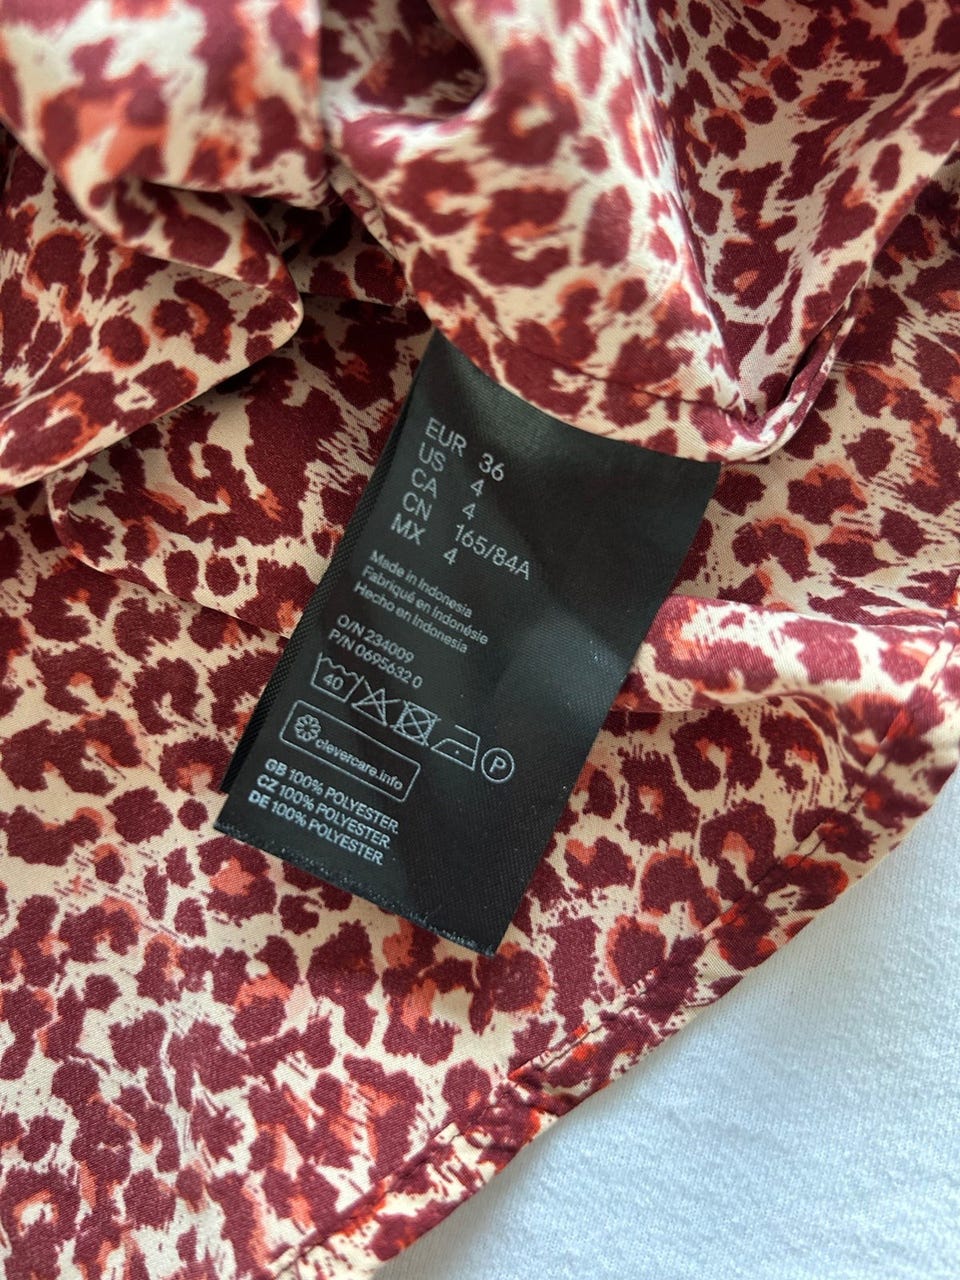 EUR 36
US 4
CA 4
CN 165/84A
MX 4
Made in Indonesia
Fabriqué en Indonésie
Hecho en Indonesia
O/N 234009
P/N 0695632 0
40
P
clevercare.info
GB 100% POLYESTER.
CZ 100% POLYESTER.
DE 100% POLYESTER.